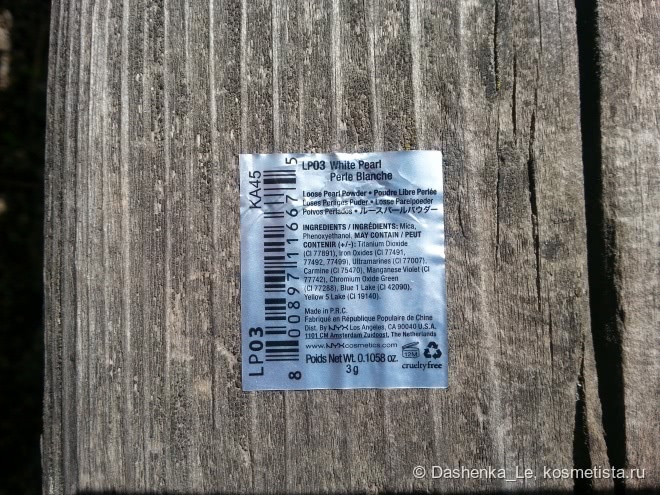 LP03 White Pearl
Perle Blanche
Loose Pearl Powder • Poudre Libre Perlée
Loses Perliges Puder • Losse Parelpoeder
Polvos Perlados • ルースパールパウダー
INGREDIENTS / INGRÉDIENTS: Mica,
Phenoxyethanol. MAY CONTAIN / PEUT
CONTENIR (+/-): Titanium Dioxide
(CI 77891), Iron Oxides (CI 77491,
77492, 77499), Ultramarines (CI 77007),
Carmine (CI 75470), Manganese Violet (CI
77742), Chromium Oxide Green
(CI 77288), Blue 1 Lake (CI 42090),
Yellow 5 Lake (CI 19140).
Made in P.R.C.
Fabriqué en République Populaire de Chine
Dist. By NYX Los Angeles, CA 90040 U.S.A.
1101 CM Amsterdam Zuidoost, The Netherlands
www.NYXcosmetics.com
12M
Poids Net Wt. 0.1058 oz.
3 g
crueltyfree
KA45
LP03
8 00897 11667 5
© Dashenka_Le, kosmetista.ru